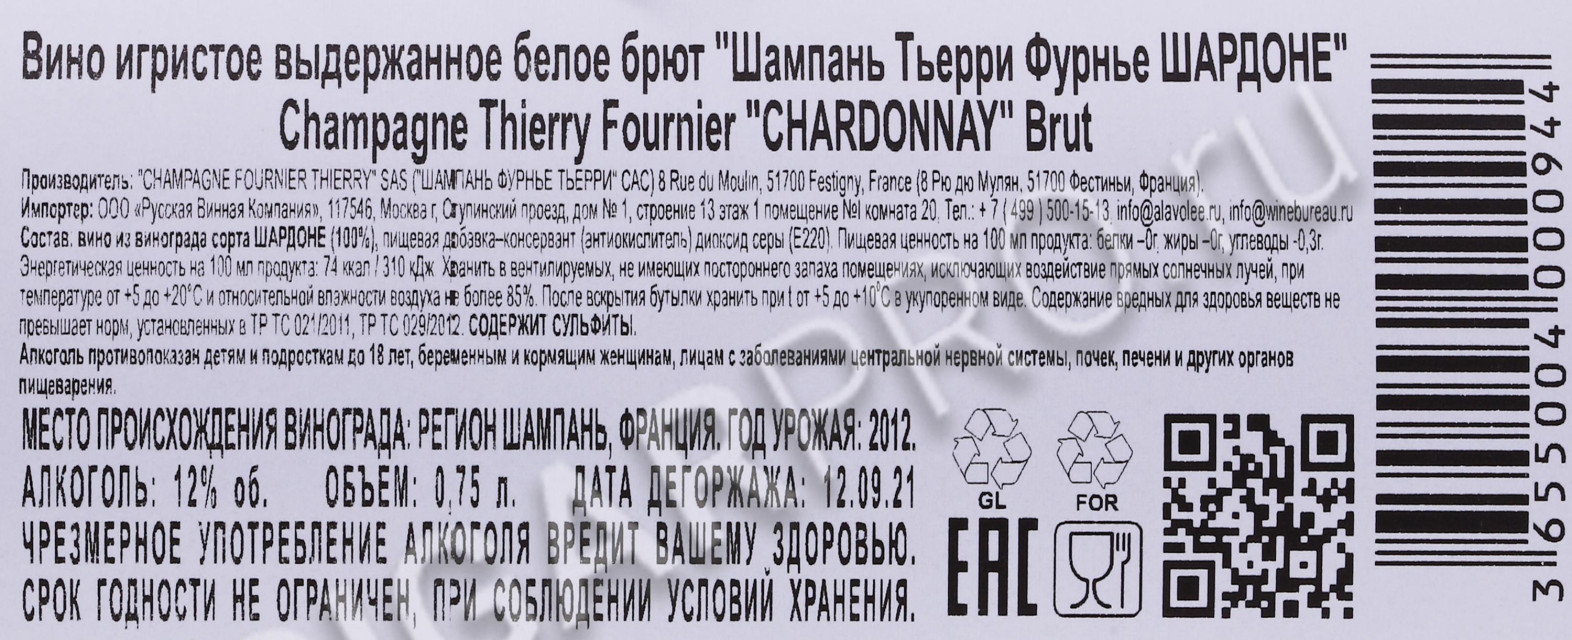 Вино игристое выдержанное белое брют "Шампань Тьерри Фурнье ШАРДОНЕ"
Champagne Thierry Fournier "CHARDONNAY" Brut
Производитель: "CHAMPAGNE FOURNIER THIERRY" SAS ("ШАМПАНЬ ФУРНЬЕ ТЬЕРРИ" САС) 8 Rue du Moulin, 51700 Festigny, France (8 Рю дю Мулян, 51700 Фестиньи, Франция).
Импортер: ООО «Русская Винная Компания», 117546, Москва г, Ступинский проезд, дом № 1, строение 13 этаж 1 помещение №I комната 20. Тел.: + 7 ( 499 ) 500-15-13, info@alavolee.ru, info@winebureau.ru
Состав: вино из винограда сорта ШАРДОНЕ (100%), пищевая добавка–консервант (антиокислитель) диоксид серы (Е220). Пищевая ценность на 100 мл продукта: белки –0г, жиры –0г, углеводы -0,3г.
Энергетическая ценность на 100 мл продукта: 74 ккал / 310 кДж. Хранить в вентилируемых, не имеющих постороннего запаха помещениях, исключающих воздействие прямых солнечных лучей, при
температуре от +5 до +20°С и относительной влажности воздуха не более 85%. После вскрытия бутылки хранить при t от +5 до +10°С в укупоренном виде. Содержание вредных для здоровья веществ не
превышает норм, установленных в ТР ТС 021/2011, ТР ТС 029/2012. СОДЕРЖИТ СУЛЬФИТЫ.
Алкоголь противопоказан детям и подросткам до 18 лет, беременным и кормящим женщинам, лицам с заболеваниями центральной нервной системы, почек, печени и других органов
пищеварения.
МЕСТО ПРОИСХОЖДЕНИЯ ВИНОГРАДА: РЕГИОН ШАМПАНЬ, ФРАНЦИЯ. ГОД УРОЖАЯ: 2012.
АЛКОГОЛЬ: 12% об. ОБЪЕМ: 0,75 л. ДАТА ДЕГОРЖАЖА: 12.09.21
ЧРЕЗМЕРНОЕ УПОТРЕБЛЕНИЕ АЛКОГОЛЯ ВРЕДИТ ВАШЕМУ ЗДОРОВЬЮ.
СРОК ГОДНОСТИ НЕ ОГРАНИЧЕН, ПРИ СОБЛЮДЕНИИ УСЛОВИЙ ХРАНЕНИЯ.
GL FOR
EAC
3 655004 000944
CIGARPRO.ru